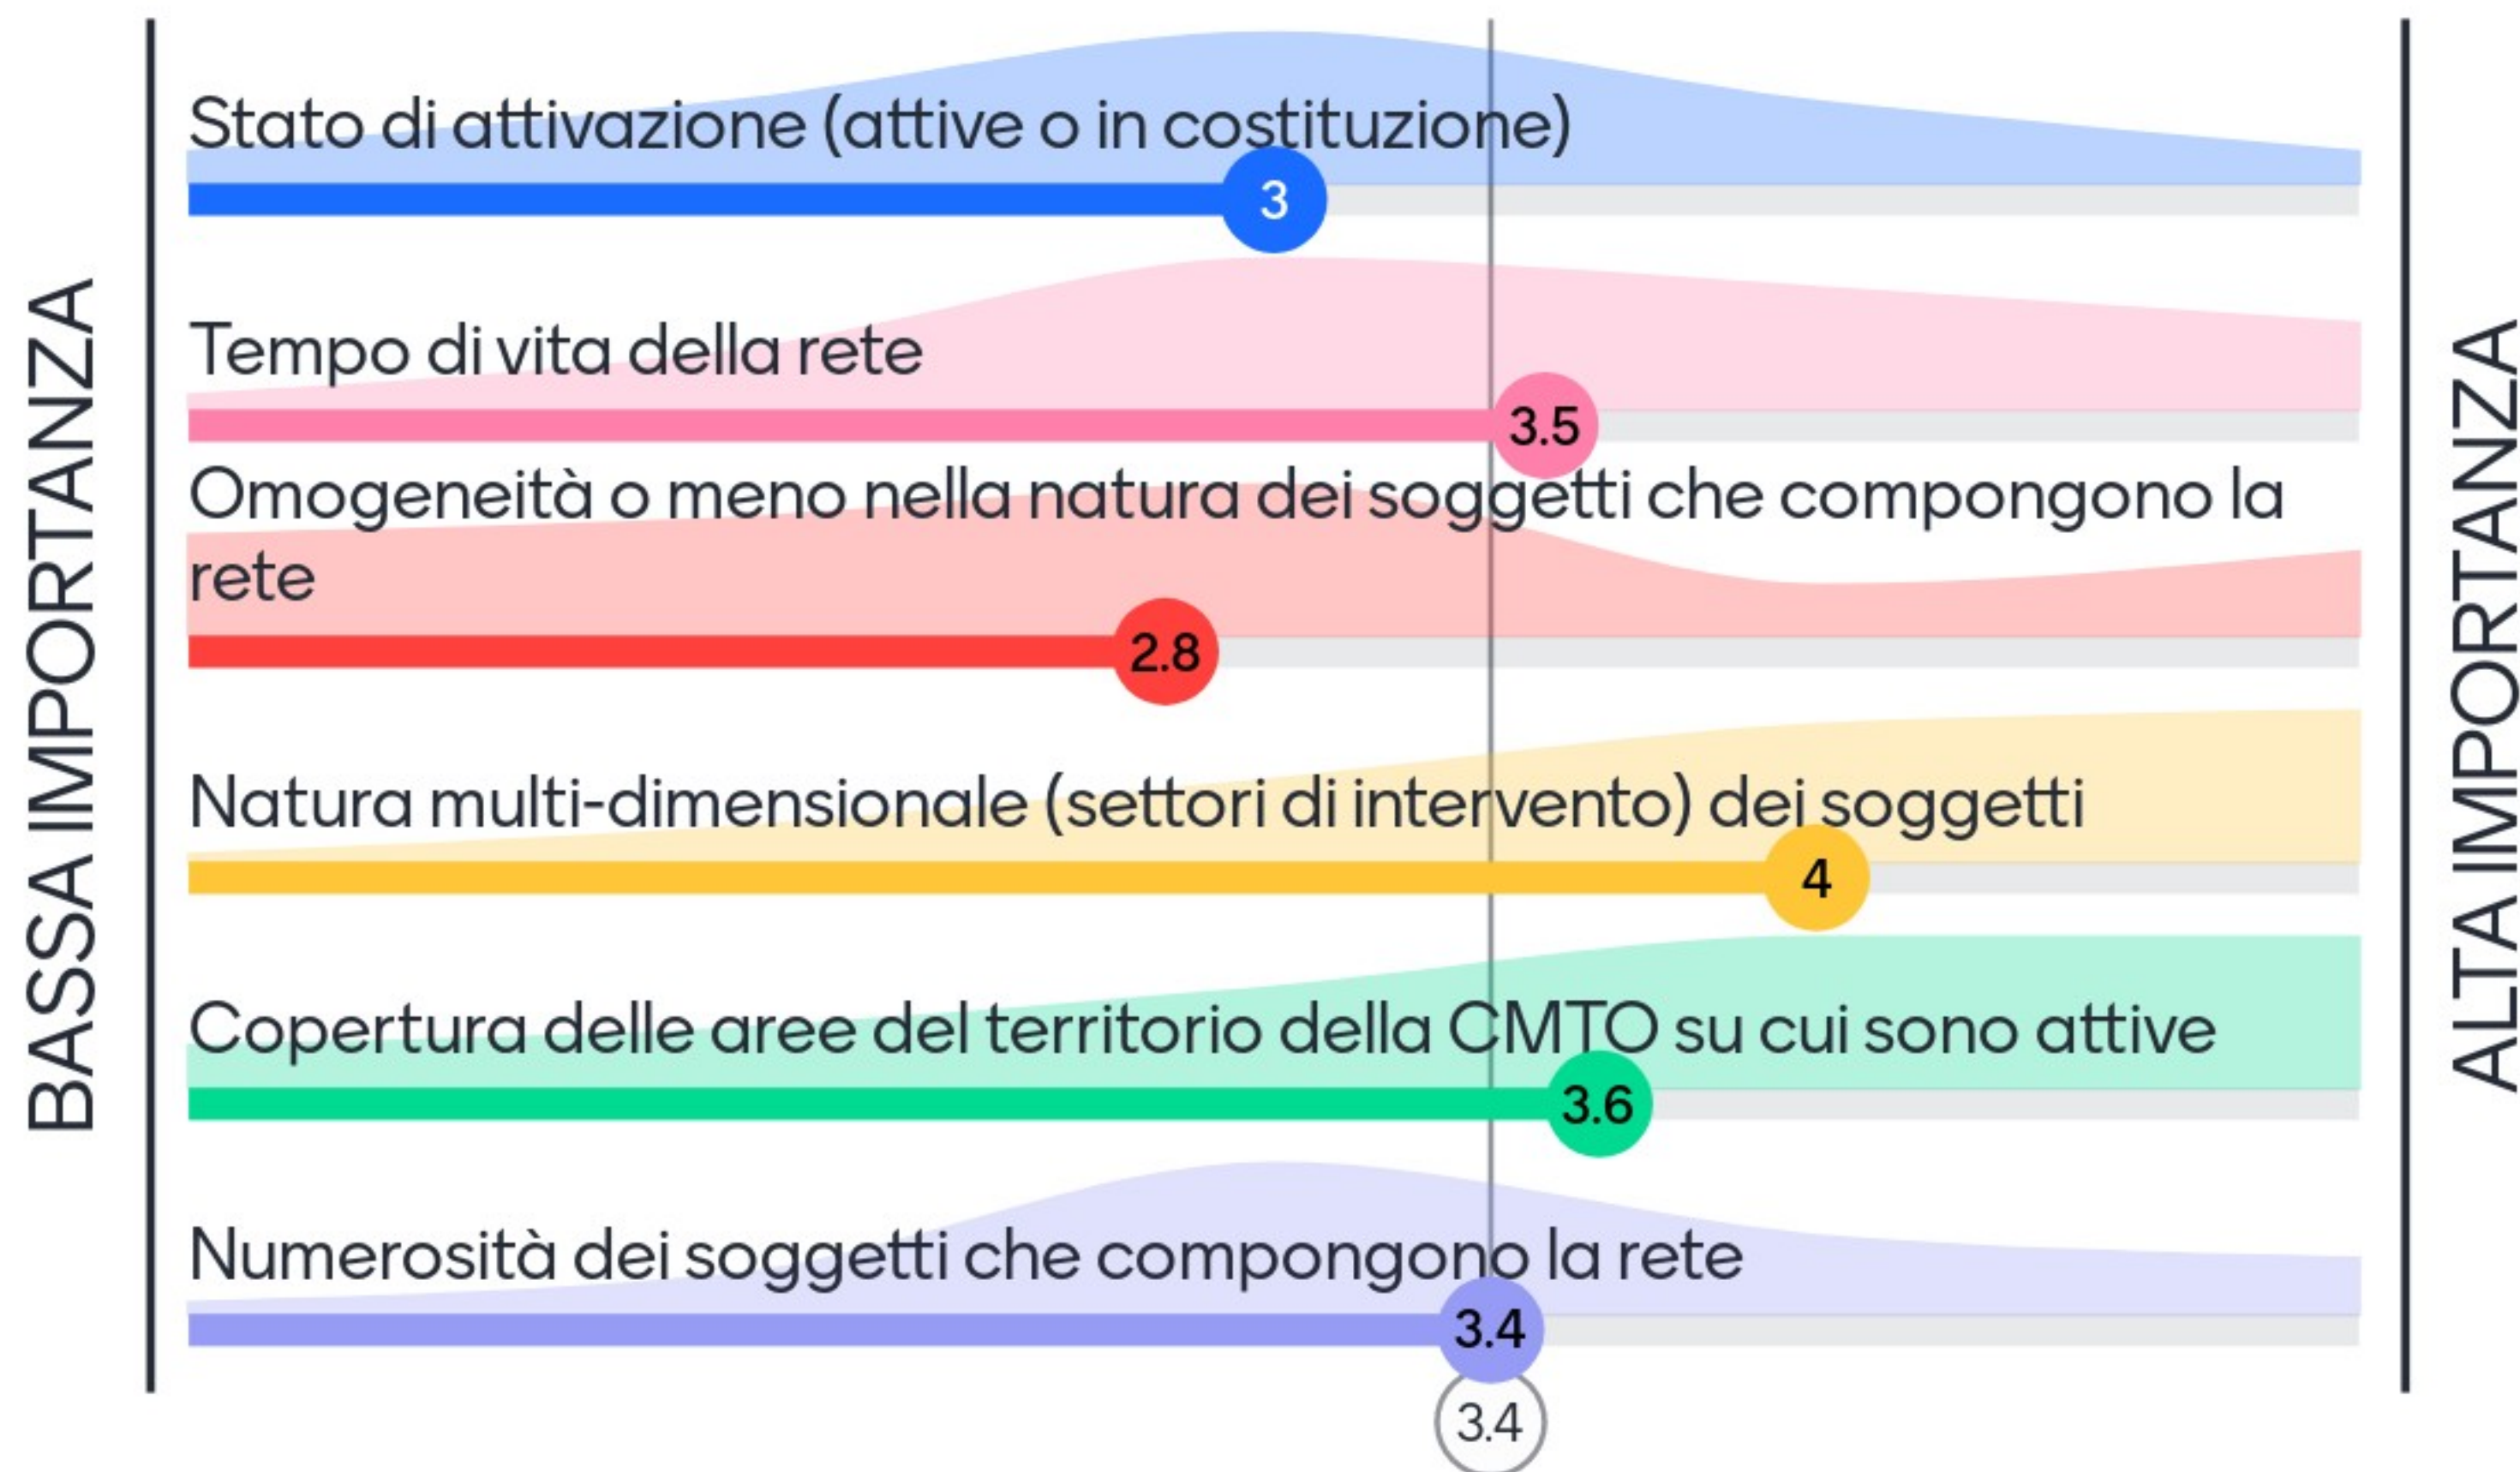 BASSA IMPORTANZA
Stato di attivazione (attive o in costituzione)
3
Tempo di vita della rete
3.5
Omogeneità o meno nella natura dei soggetti che compongono la
rete
2.8
Natura multi-dimensionale (settori di intervento) dei soggetti
4
Copertura delle aree del territorio della CMTO su cui sono attive
3.6
Numerosità dei soggetti che compongono la rete
3.4
3.4
ALTA IMPORTANZA